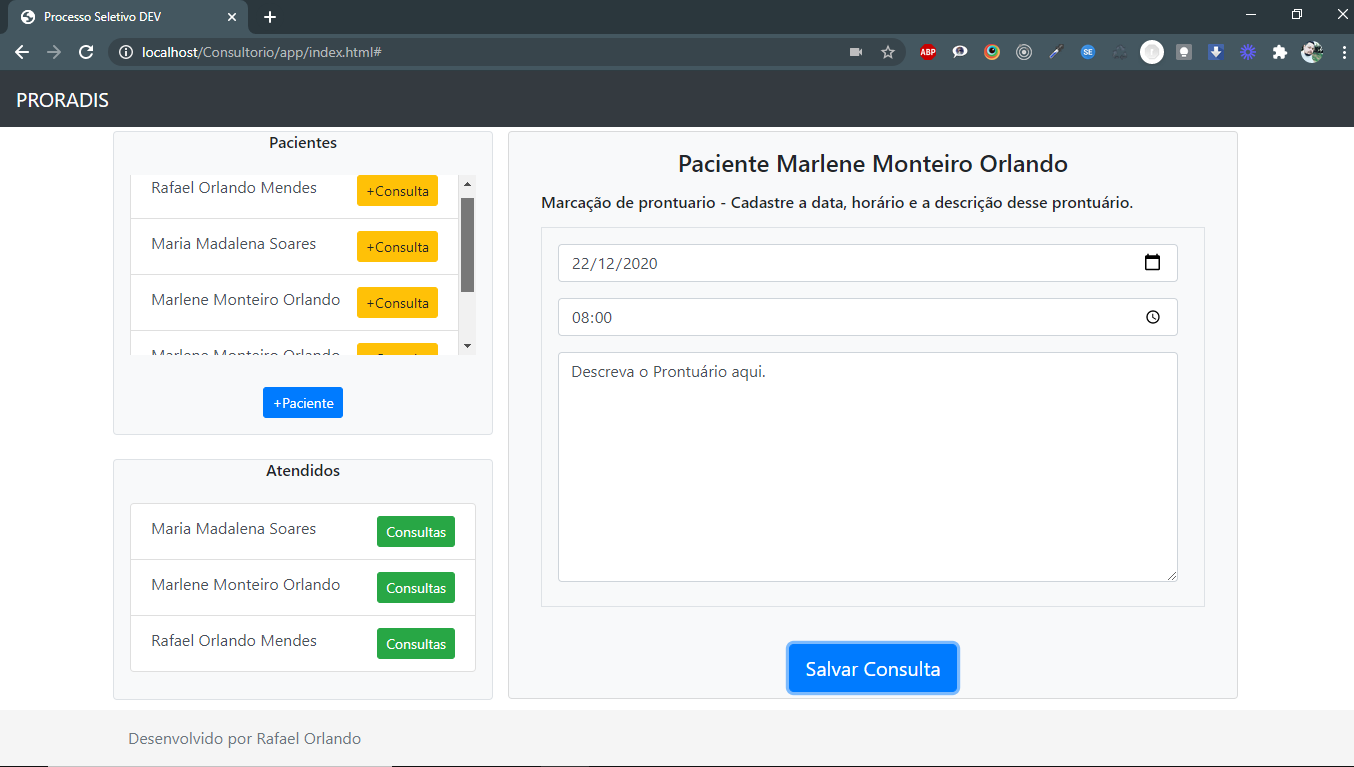 Processo Seletivo DEV
localhost/Consultorio/app/index.html#
ABP
SE
PRORADIS
Pacientes
Rafael Orlando Mendes +Consulta
Maria Madalena Soares +Consulta
Marlene Monteiro Orlando +Consulta
Marlene Monteiro Orlando
+Paciente
Atendidos
Maria Madalena Soares Consultas
Marlene Monteiro Orlando Consultas
Rafael Orlando Mendes Consultas
Paciente Marlene Monteiro Orlando
Marcação de prontuario - Cadastre a data, horário e a descrição desse prontuário.
22/12/2020
08:00
Descreva o Prontuário aqui.
Salvar Consulta
Desenvolvido por Rafael Orlando